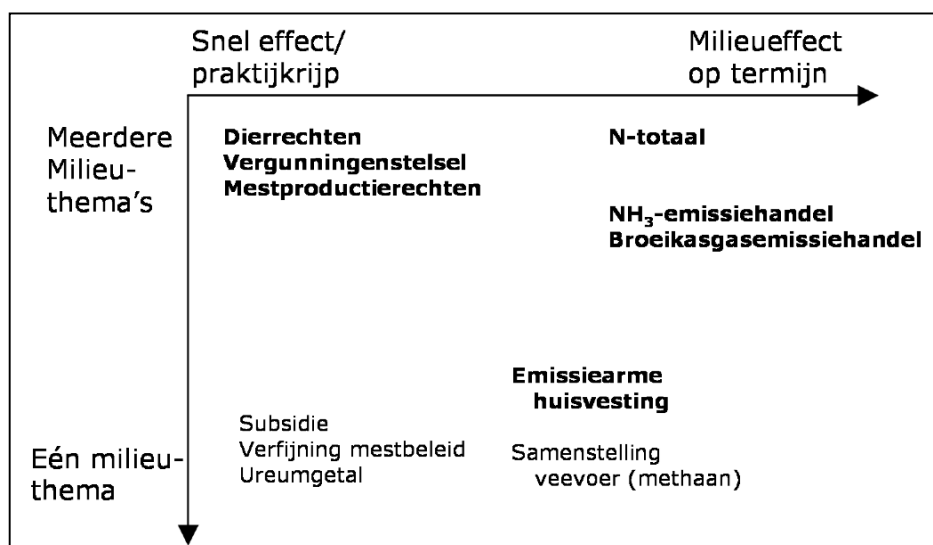 Snel effect/
praktijkrijp
Milieueffect
op termijn
Meerdere
Milieu-
thema's
Dierrechten
Vergunningenstelsel
Mestproductierechten
N-totaal
NH₃-emissiehandel
Broeikasgasemissiehandel
Emissiearme
huisvesting
Subsidie
Verfijning mestbeleid
Ureumgetal
Samenstelling
veevoer (methaan)
Eén milieu-
thema